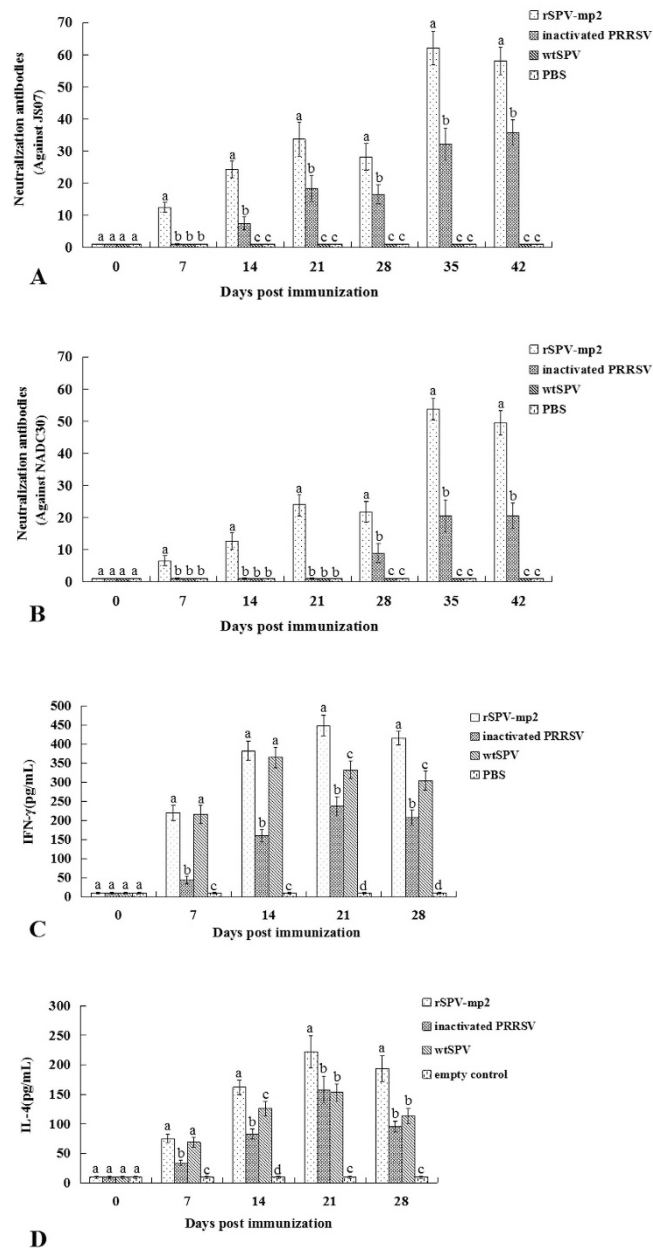 70
60
50
40
30
20
10
0
Neutralization antibodies
(Against JS07)
rSPV-mp2
inactivated PRRSV
wtSPV
PBS
a a a a
a b b b
a b c c
a b c c
a b c c
a b c c
a b c c
0 7 14 21 28 35 42
Days post immunization
A
70
60
50
40
30
20
10
0
Neutralization antibodies
(Against NADC30)
rSPV-mp2
inactivated PRRSV
wtSPV
PBS
a a a a
a b b b
a b b b
a b b b
a b c c
a b c c
a b c c
0 7 14 21 28 35 42
Days post immunization
B
500
450
400
350
300
250
200
150
100
50
0
IFN-γ(pg/mL)
rSPV-mp2
inactivated PRRSV
wtSPV
PBS
a a a a
a b a c
a b a c
a b c d
a b c d
0 7 14 21 28
Days post immunization
C
300
250
200
150
100
50
0
IL-4(pg/mL)
rSPV-mp2
inactivated PRRSV
wtSPV
empty control
a a a a
a b a c
a b c d
a b b c
a b b c
0 7 14 21 28
Days post immunization
D